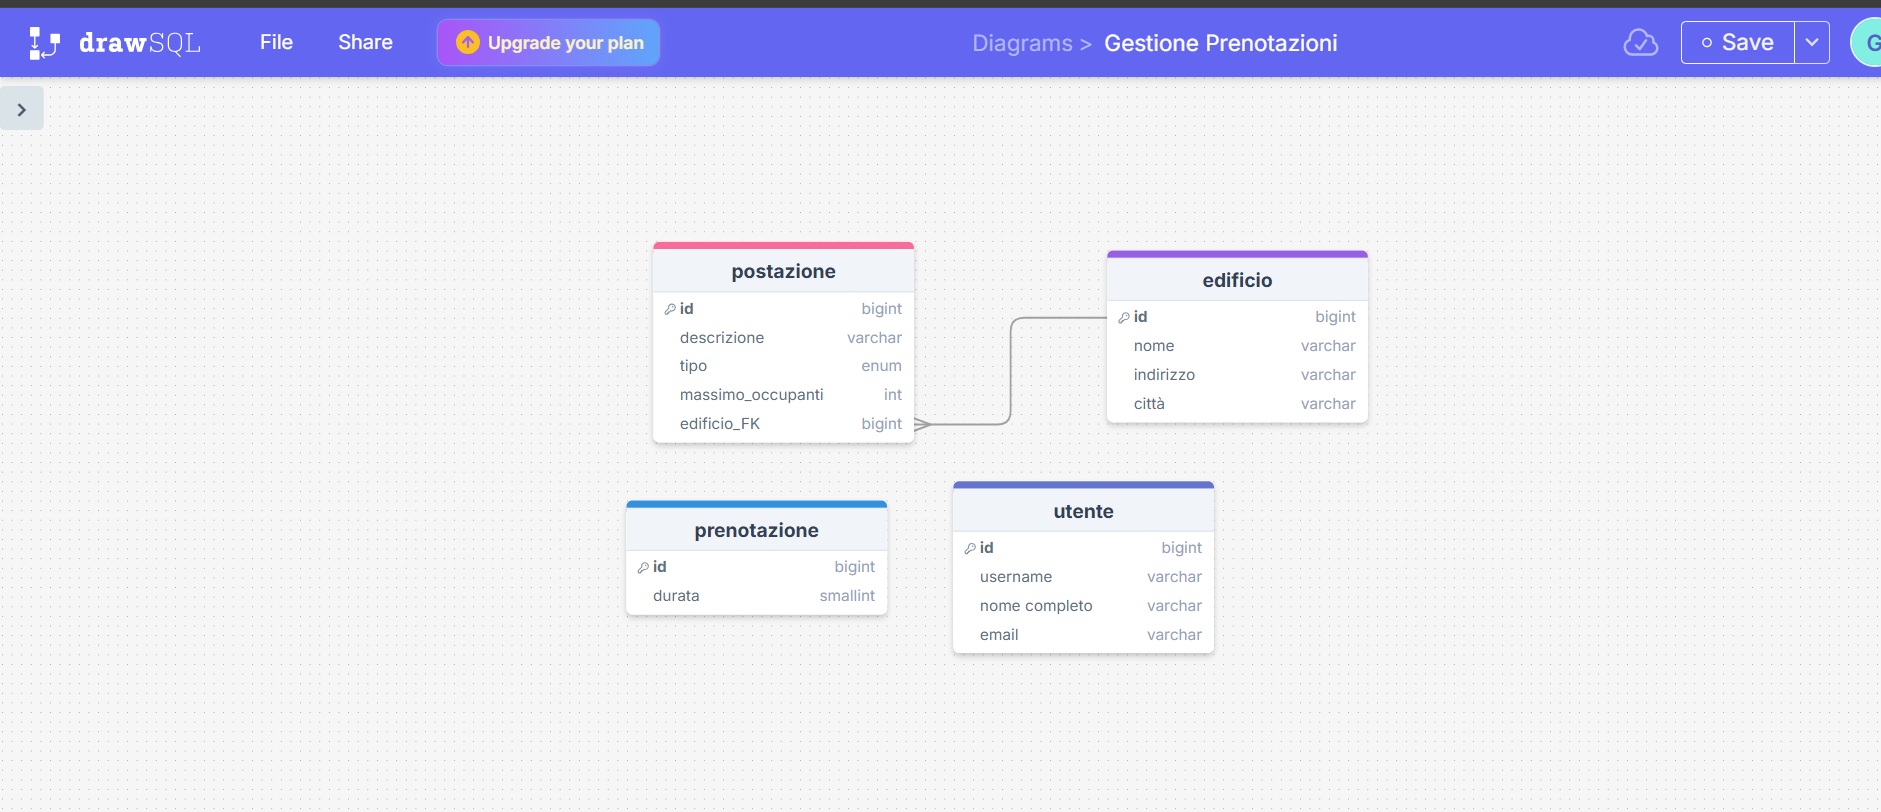 drawSQL File Share Upgrade your plan Diagrams > Gestione Prenotazioni Save G
postazione
id bigint
descrizione varchar
tipo enum
massimo_occupanti int
edificio_FK bigint
edificio
id bigint
nome varchar
indirizzo varchar
città varchar
prenotazione
id bigint
durata smallint
utente
id bigint
username varchar
nome completo varchar
email varchar